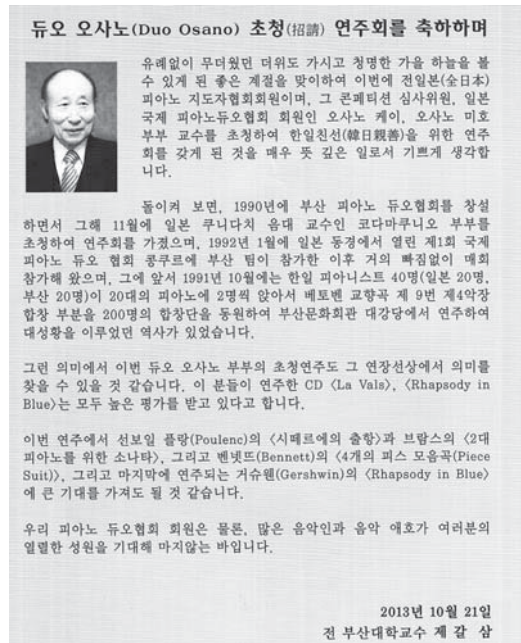 듀오 오사노(Duo Osano) 초청(招請) 연주회를 축하하며
유례없이 무더웠던 더위도 가시고 청명한 가을 하늘을 볼
수 있게 된 좋은 계절을 맞이하여 이번에 전일본(全日本)
피아노 지도자협회회원이며, 그 콘페티션 심사위원, 일본
국제 피아노듀오협회 회원인 오사노 케이, 오사노 미호
부부 교수를 초청하여 한일친선(韓日親善)을 위한 연주
회를 갖게 된 것을 매우 뜻 깊은 일로서 기쁘게 생각합
니다.
돌이켜 보면, 1990년에 부산 피아노 듀오협회를 창설
하면서 그해 11월에 일본 쿠니다치 음대 교수인 코다마쿠니오 부부를
초청하여 연주회를 가졌으며, 1992년 1월에 일본 동경에서 열린 제1회 국제
피아노 듀오 협회 콩쿠르에 부산 팀이 참가한 이후 거의 빠짐없이 매회
참가해 왔으며, 그에 앞서 1991년 10월에는 한일 피아니스트 40명(일본 20명,
부산 20명)이 20대의 피아노에 2명씩 앉아서 베토벤 교향곡 제 9번 제4악장
합창 부분을 200명의 합창단을 동원하여 부산문화회관 대강당에서 연주하여
대성황을 이루었던 역사가 있었습니다.
그런 의미에서 이번 듀오 오사노 부부의 초청연주도 그 연장선상에서 의미를
찾을 수 있을 것 같습니다. 이 분들이 연주한 CD 〈La Vals〉, 〈Rhapsody in
Blue〉는 모두 높은 평가를 받고 있다고 합니다.
이번 연주에서 선보일 플랑(Poulenc)의 〈시떼르에의 출항〉과 브람스의 〈2대
피아노를 위한 소나타〉, 그리고 벤넷뜨(Bennett)의 〈4개의 피스 모음곡(Piece
Suit)〉, 그리고 마지막에 연주되는 거슈웬(Gershwin)의 〈Rhapsody in Blue〉
에 큰 기대를 가져도 될 것 같습니다.
우리 피아노 듀오협회 회원은 물론, 많은 음악인과 음악 애호가 여러분의
열렬한 성원을 기대해 마지않는 바입니다.
2013년 10월 21일
전 부산대학교수 제 갈 삼